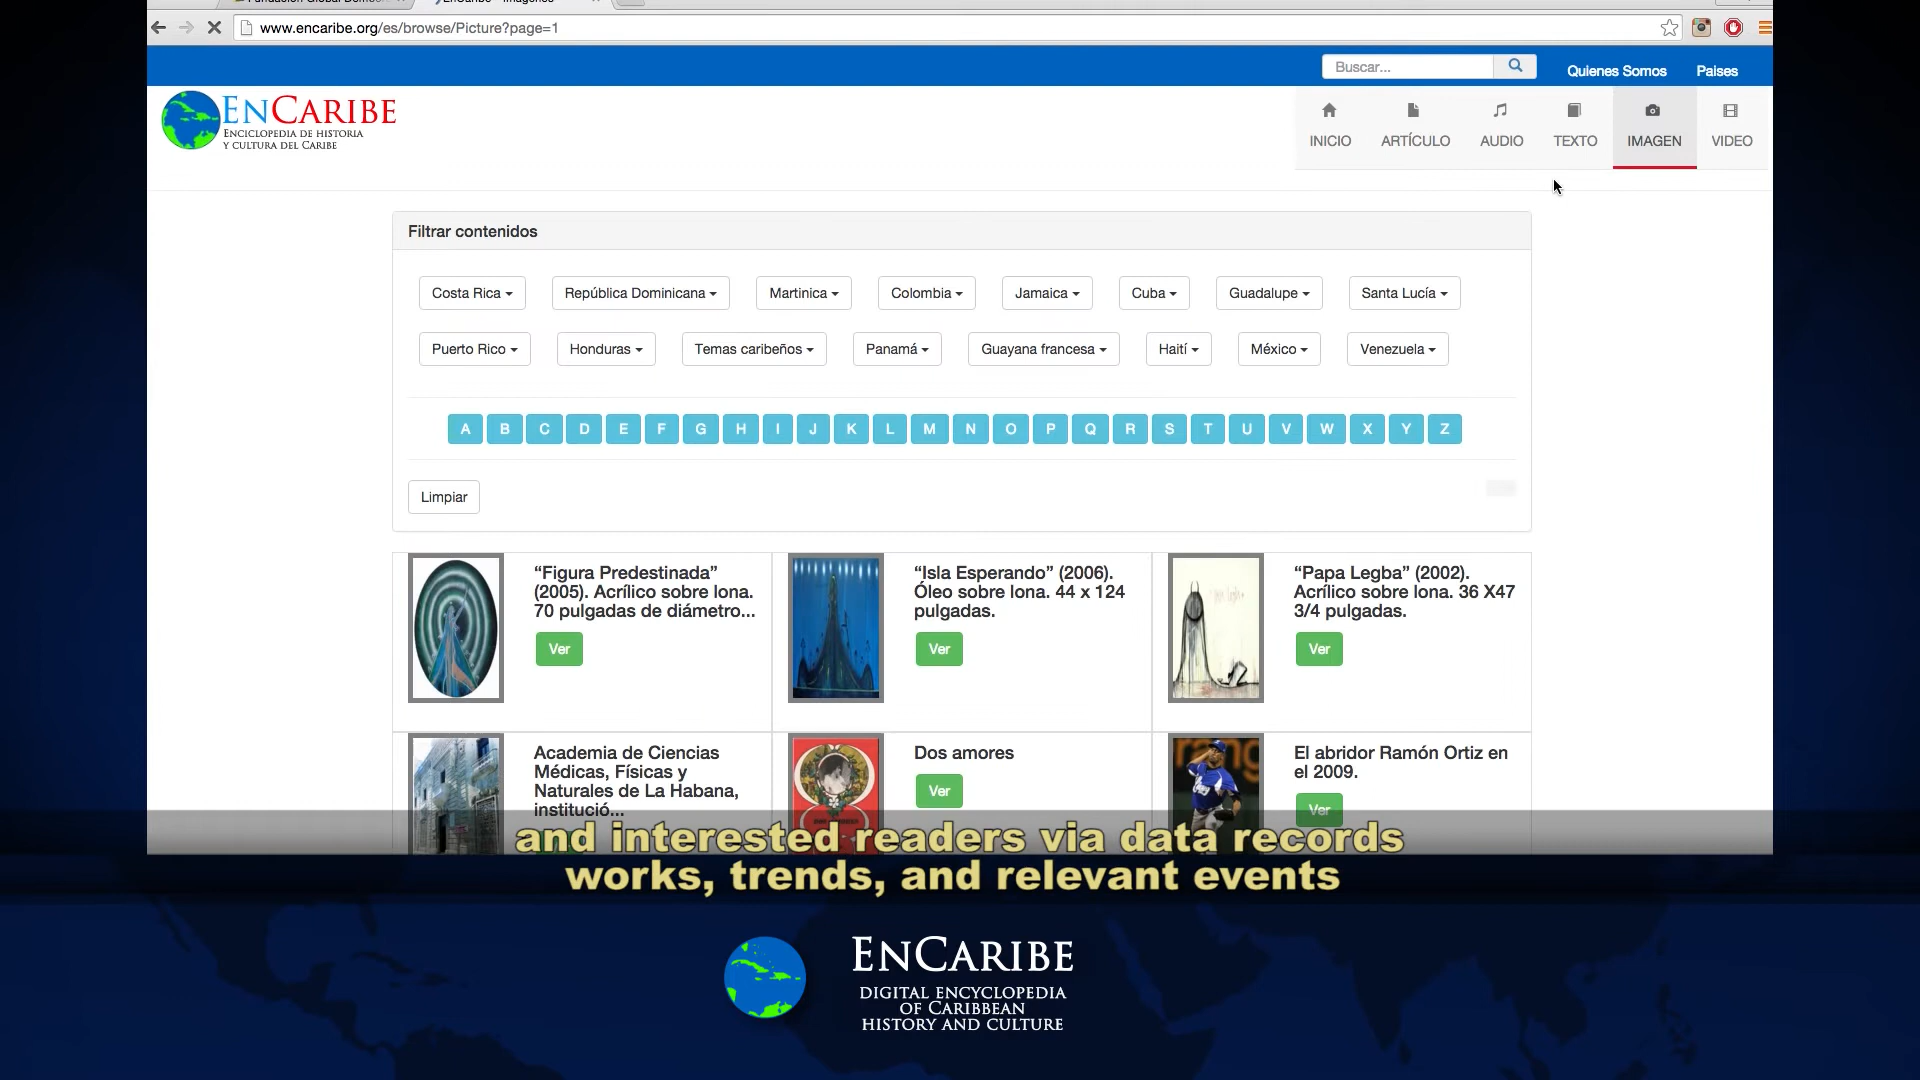 EnCaribe - Imágenes
www.encaribe.org/es/browse/Picture?page=1
Buscar...
Quienes Somos
Paises
ENCARIBE
ENCICLOPEDIA DE HISTORIA
Y CULTURA DEL CARIBE
INICIO
ARTÍCULO
AUDIO
TEXTO
IMAGEN
VIDEO
Filtrar contenidos
Costa Rica
República Dominicana
Martinica
Colombia
Jamaica
Cuba
Guadalupe
Santa Lucía
Puerto Rico
Honduras
Temas caribeños
Panamá
Guayana francesa
Haití
México
Venezuela
A B C D E F G H I J K L M N O P Q R S T U V W X Y Z
Limpiar
“Figura Predestinada”
(2005). Acrílico sobre lona.
70 pulgadas de diámetro...
Ver
“Isla Esperando” (2006).
Óleo sobre lona. 44 x 124
pulgadas.
Ver
“Papa Legba” (2002).
Acrílico sobre lona. 36 X47
3/4 pulgadas.
Ver
Academia de Ciencias
Médicas, Físicas y
Naturales de La Habana,
institució...
Dos amores
Ver
El abridor Ramón Ortiz en
el 2009.
Ver
and interested readers via data records
works, trends, and relevant events
ENCARIBE
DIGITAL ENCYCLOPEDIA
OF CARIBBEAN
HISTORY AND CULTURE